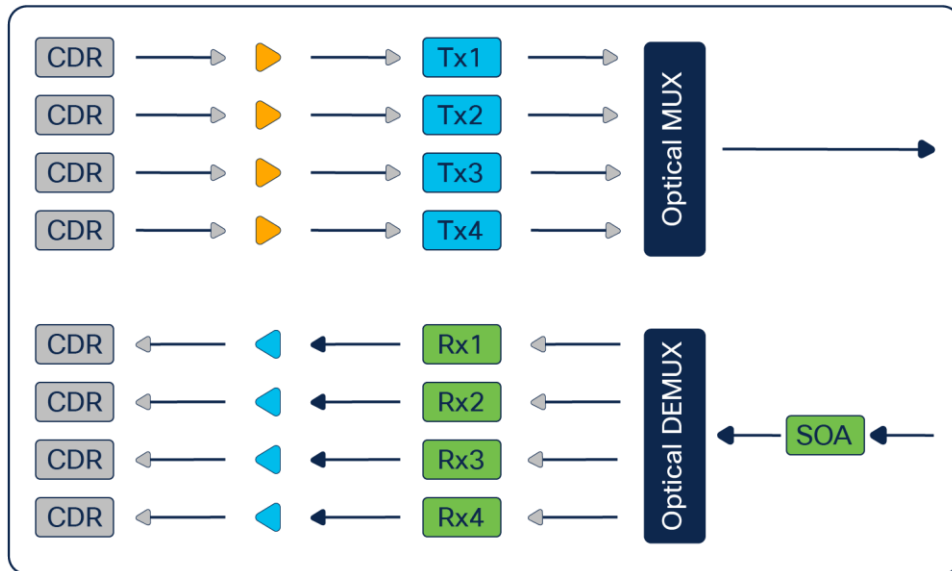 CDR
Tx1
CDR
Tx2
CDR
Tx3
CDR
Tx4
Optical MUX
CDR
Rx1
CDR
Rx2
CDR
Rx3
CDR
Rx4
Optical DEMUX
SOA